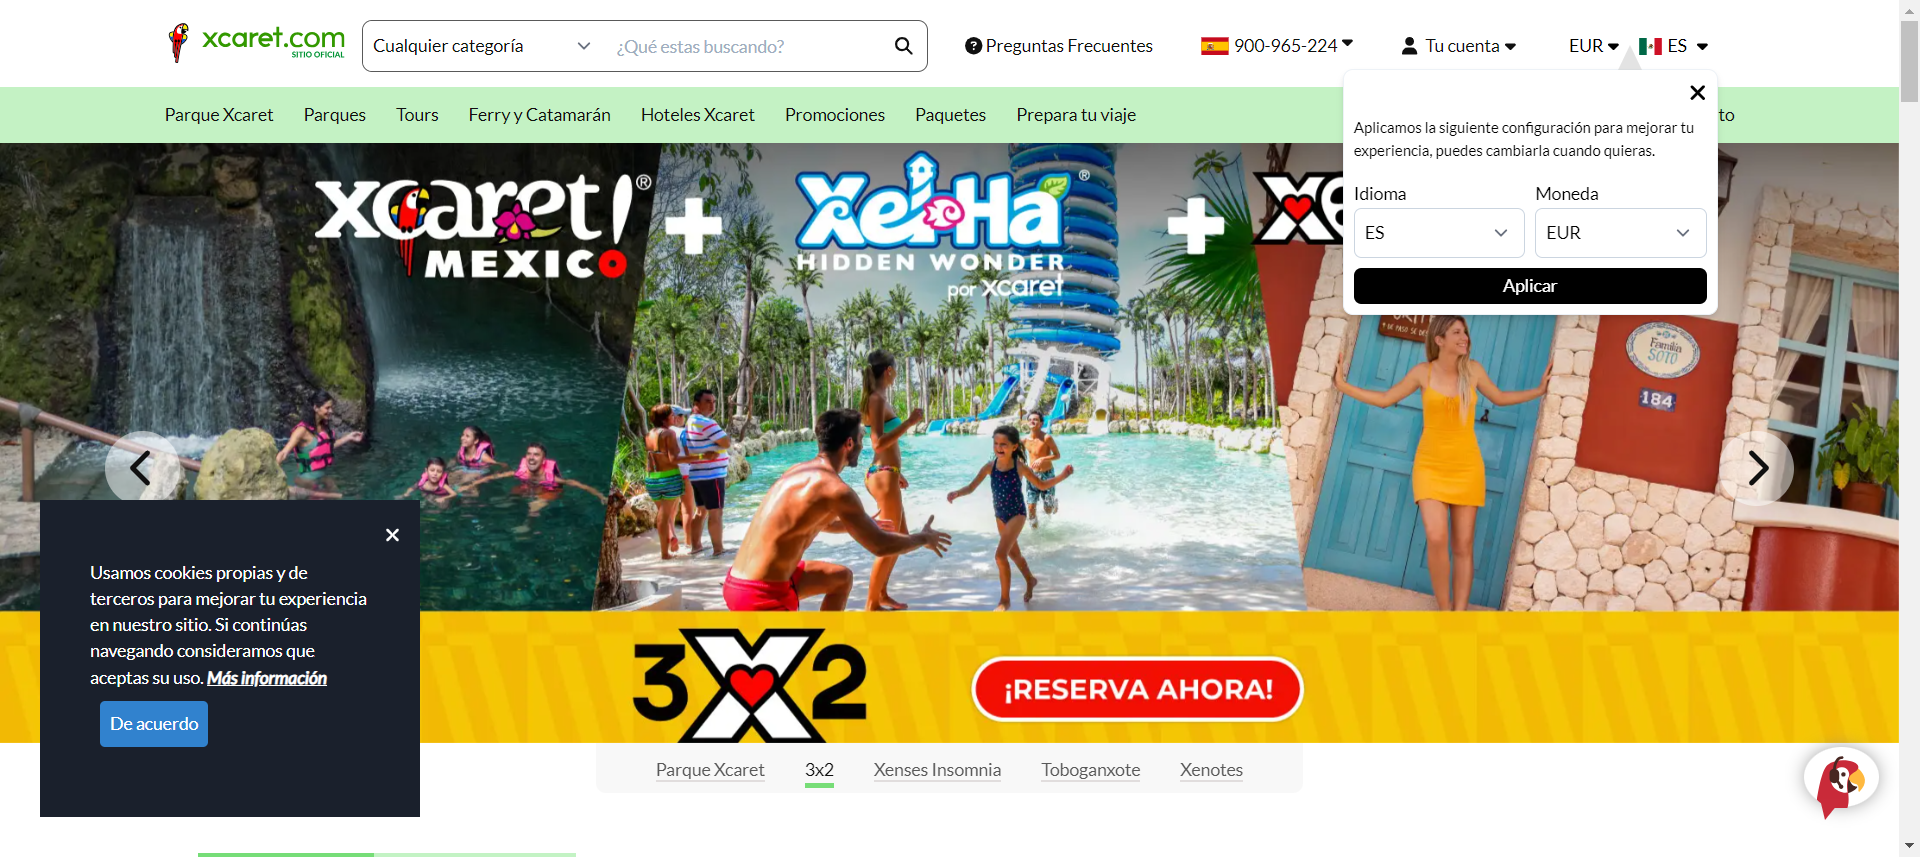 xcaret.com
SITIO OFICIAL
Cualquier categoría
¿Qué estas buscando?
Preguntas Frecuentes
900-965-224
Tu cuenta
EUR
ES
Parque Xcaret
Parques
Tours
Ferry y Catamarán
Hoteles Xcaret
Promociones
Paquetes
Prepara tu viaje
to
Aplicamos la siguiente configuración para mejorar tu
experiencia, puedes cambiarla cuando quieras.
Idioma
Moneda
ES
EUR
Aplicar
xcaret!®
MEXICO
+
XelHa®
HIDDEN WONDER
por xcaret
+
Familia
SOTO
184
Usamos cookies propias y de
terceros para mejorar tu experiencia
en nuestro sitio. Si continúas
navegando consideramos que
aceptas su uso. Más información
De acuerdo
3X2
¡RESERVA AHORA!
Parque Xcaret
3x2
Xenses Insomnia
Toboganxote
Xenotes